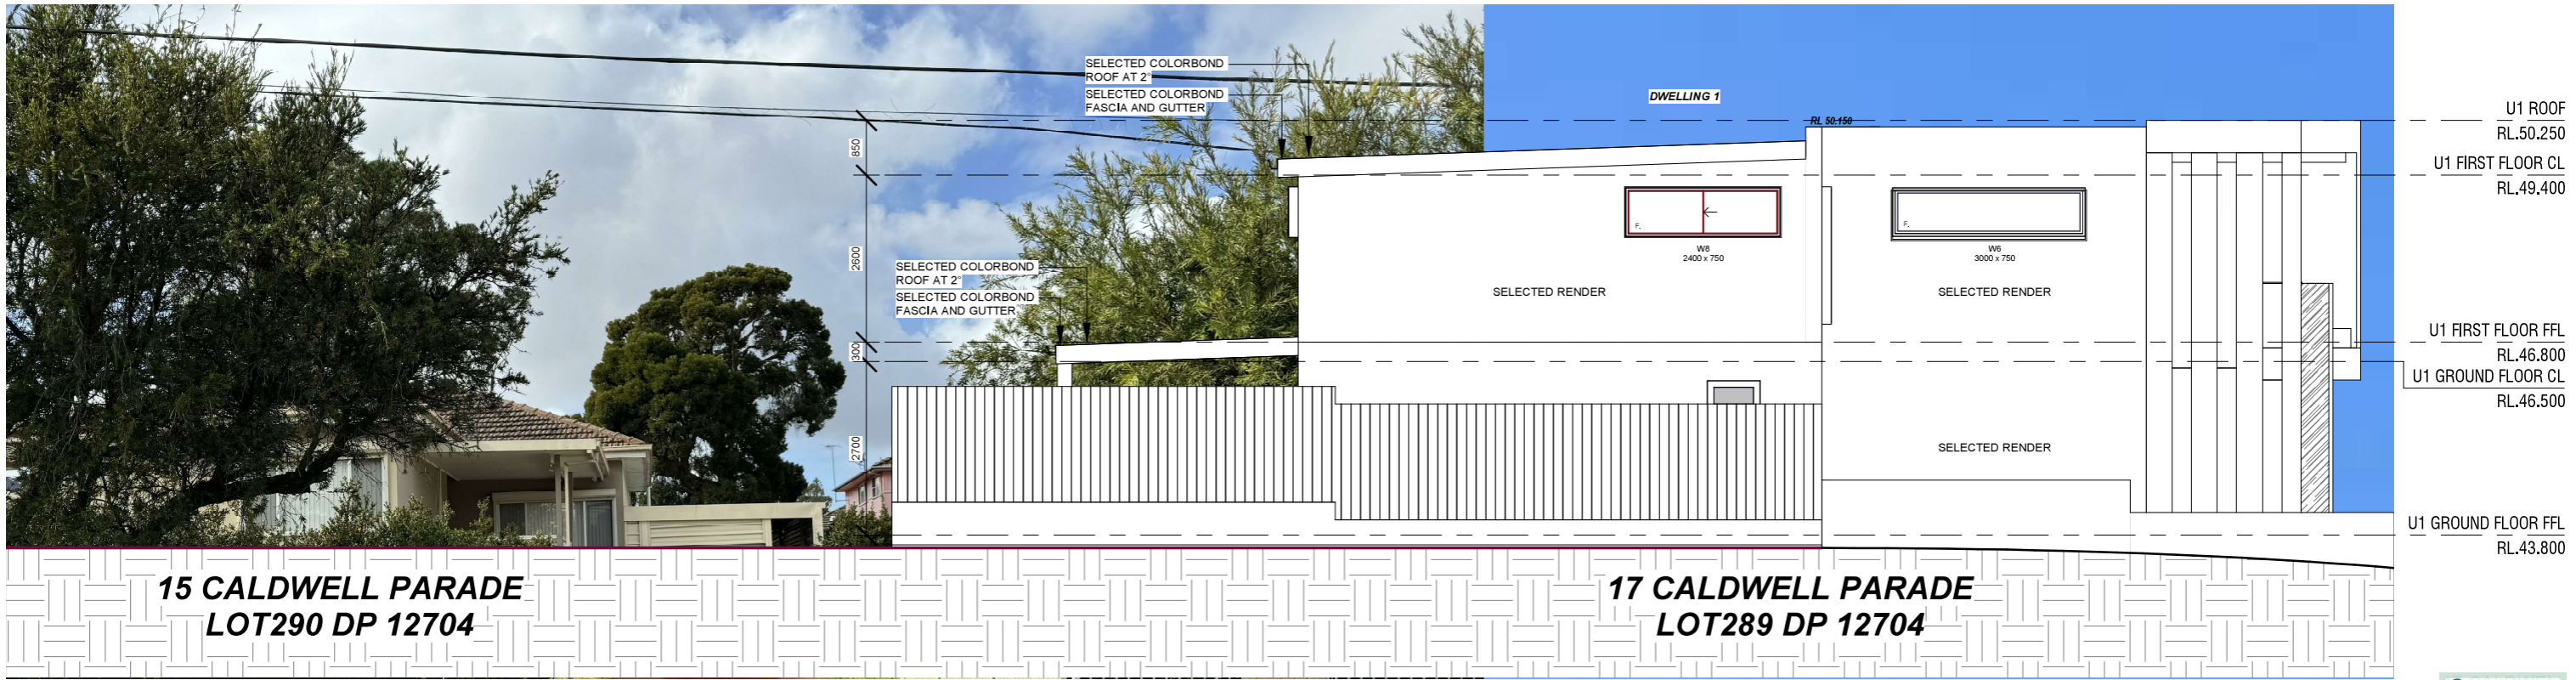 SELECTED COLORBOND
ROOF AT 2°
SELECTED COLORBOND
FASCIA AND GUTTER
DWELLING 1
RL 50.150
U1 ROOF
RL.50.250
U1 FIRST FLOOR CL
RL.49.400
850
2600
300
2700
SELECTED COLORBOND
ROOF AT 2°
SELECTED COLORBOND
FASCIA AND GUTTER
F.
W8
2400 x 750
F.
W6
3000 x 750
SELECTED RENDER
SELECTED RENDER
U1 FIRST FLOOR FFL
RL.46.800
U1 GROUND FLOOR CL
RL.46.500
SELECTED RENDER
U1 GROUND FLOOR FFL
RL.43.800
15 CALDWELL PARADE
LOT290 DP 12704
17 CALDWELL PARADE
LOT289 DP 12704